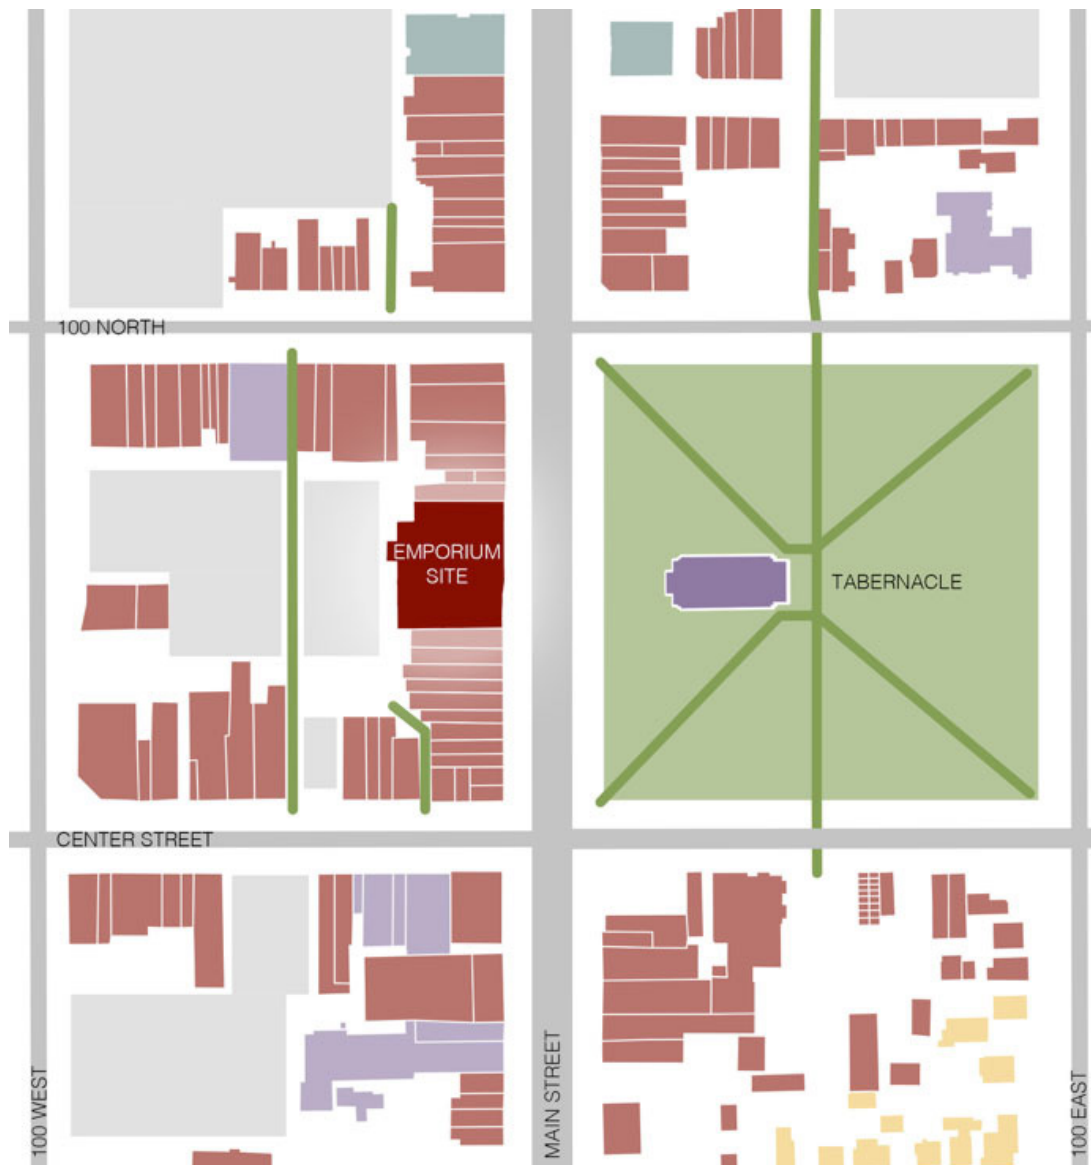 100 NORTH
EMPORIUM
SITE
TABERNACLE
CENTER STREET
100 WEST
MAIN STREET
100 EAST